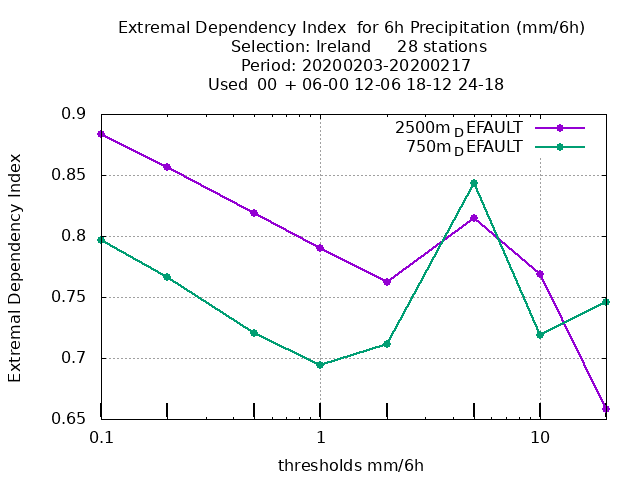 Extremal Dependency Index  for 6h Precipitation (mm/6h)
Selection: Ireland     28 stations
Period: 20200203-20200217
Used  00  + 06-00 12-06 18-12 24-18
2500m_DEFAULT
750m_DEFAULT
Extremal Dependency Index
0.9
0.85
0.8
0.75
0.7
0.65
0.1
1
10
thresholds mm/6h